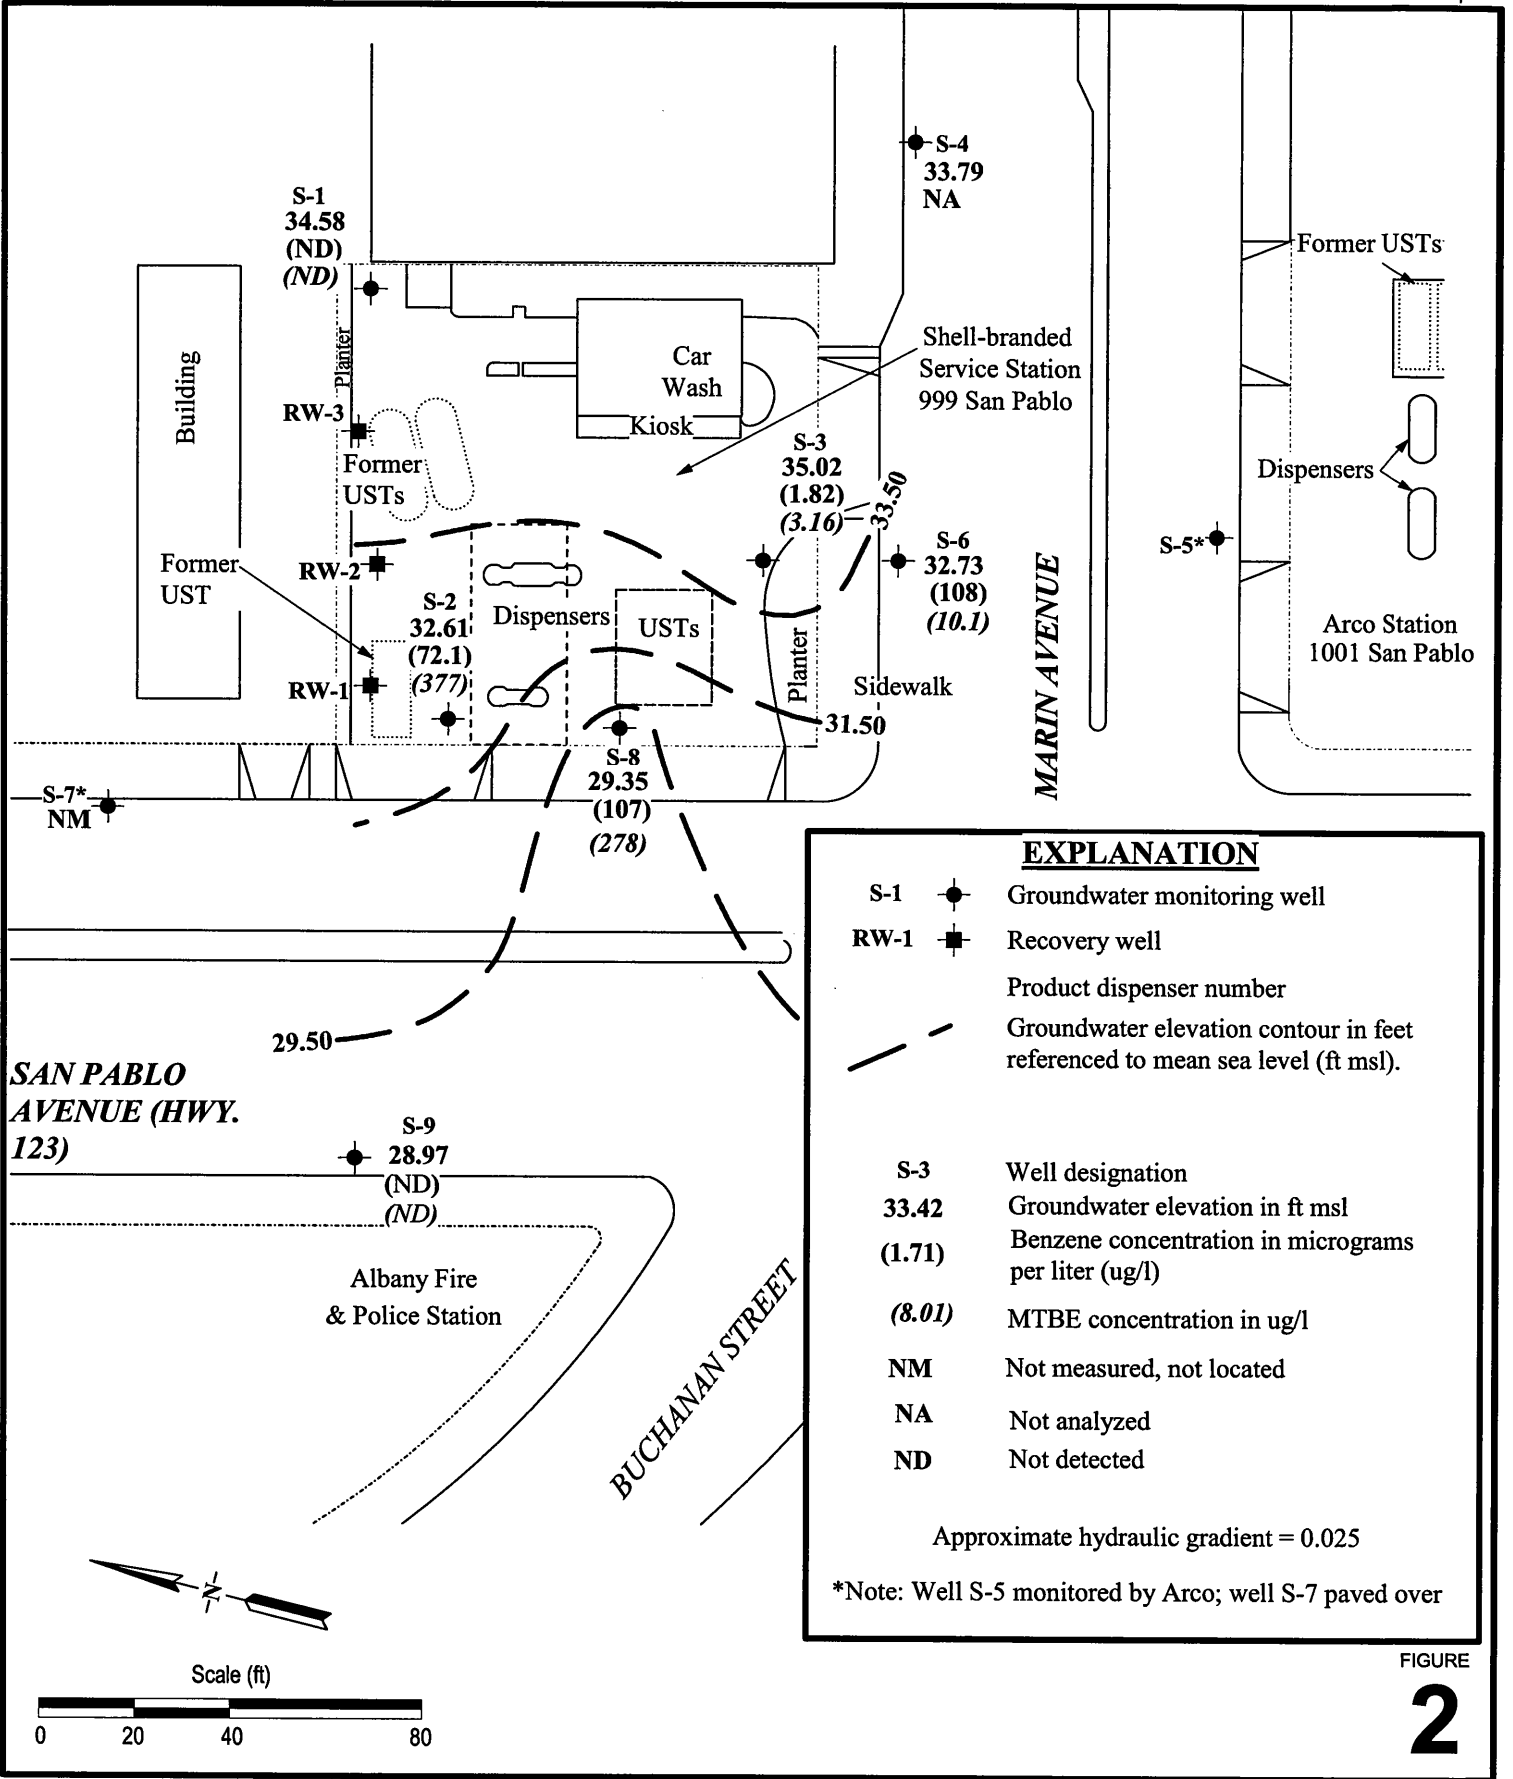 S-4
33.79
NA
S-1
34.58
(ND)
(ND)
Former USTs
Building
Planter
Car
Wash
Kiosk
Shell-branded
Service Station
999 San Pablo
RW-3
Former
USTs
S-3
35.02
(1.82)
(3.16)
33.50
Dispensers
S-5*
S-6
32.73
(108)
(10.1)
Former
UST
RW-2
S-2
32.61
(72.1)
(377)
Dispensers
USTs
RW-1
Planter
Sidewalk
31.50
MARIN AVENUE
Arco Station
1001 San Pablo
S-7*
NM
S-8
29.35
(107)
(278)
29.50
SAN PABLO
AVENUE (HWY.
123)
S-9
28.97
(ND)
(ND)
Albany Fire
& Police Station
BUCHANAN STREET
EXPLANATION
S-1 Groundwater monitoring well
RW-1 Recovery well
Product dispenser number
Groundwater elevation contour in feet
referenced to mean sea level (ft msl).
S-3 Well designation
33.42 Groundwater elevation in ft msl
(1.71) Benzene concentration in micrograms
per liter (ug/l)
(8.01) MTBE concentration in ug/l
NM Not measured, not located
NA Not analyzed
ND Not detected
Approximate hydraulic gradient = 0.025
*Note: Well S-5 monitored by Arco; well S-7 paved over
N
Scale (ft)
0 20 40 80
FIGURE
2